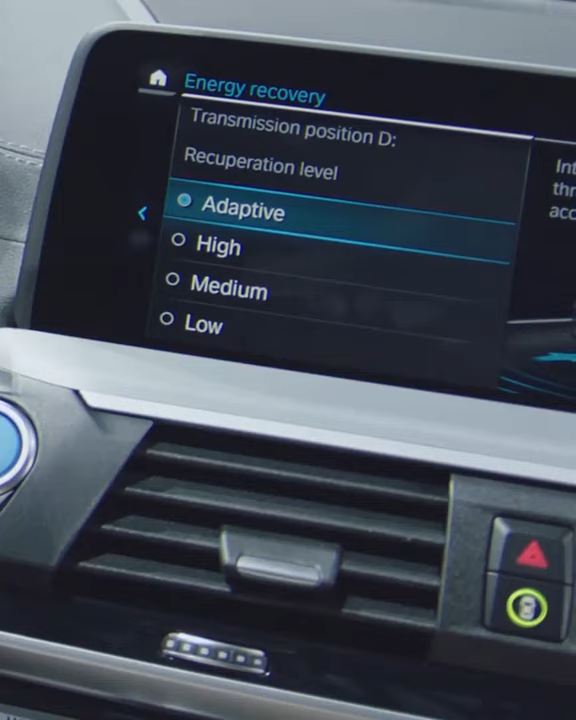 Energy recovery
Transmission position D:
Recuperation level
Adaptive
High
Medium
Low